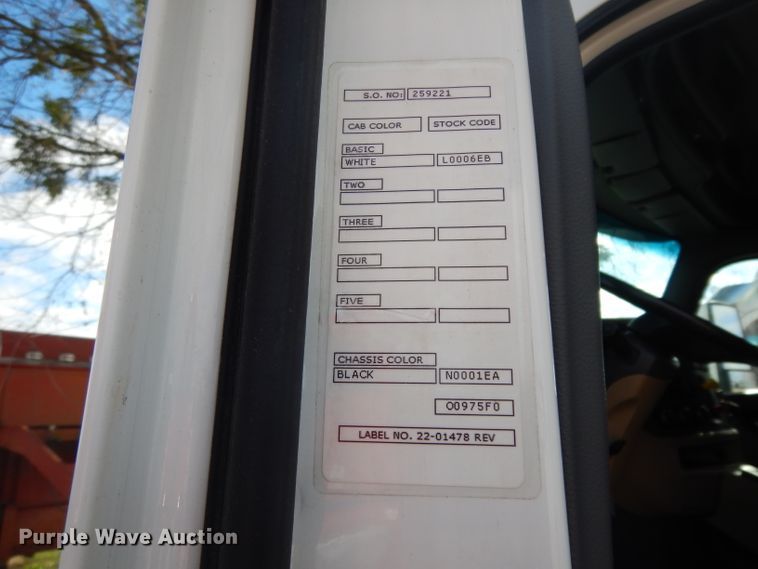 S.O. NO: 259221
CAB COLOR STOCK CODE
BASIC
WHITE L0006EB
TWO
THREE
FOUR
FIVE
CHASSIS COLOR
BLACK N0001EA
00975F0
LABEL NO. 22-01478 REV
Purple Wave Auction